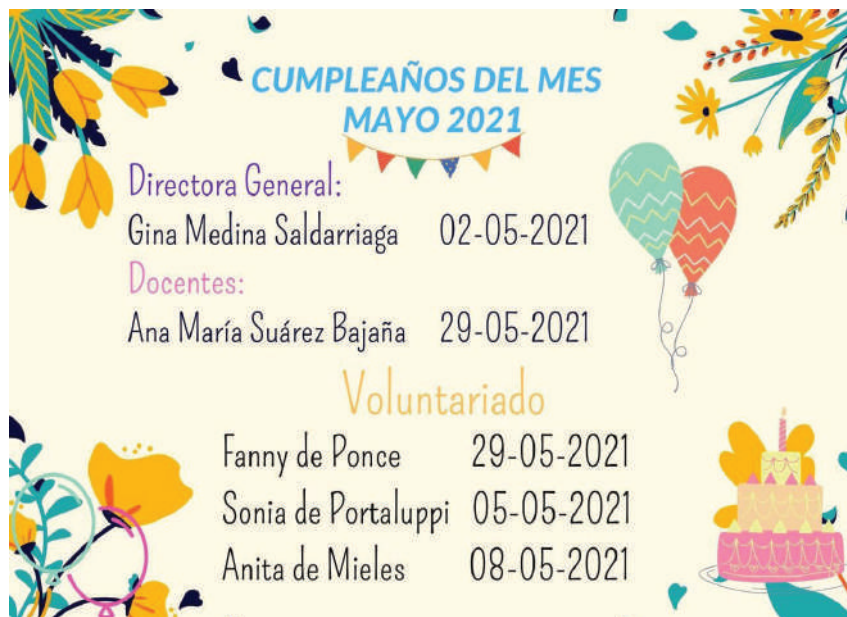 CUMPLEAÑOS DEL MES
MAYO 2021
Directora General:
Gina Medina Saldarriaga 02-05-2021
Docentes:
Ana María Suárez Bajaña 29-05-2021
Voluntariado
Fanny de Ponce 29-05-2021
Sonia de Portaluppi 05-05-2021
Anita de Mieles 08-05-2021